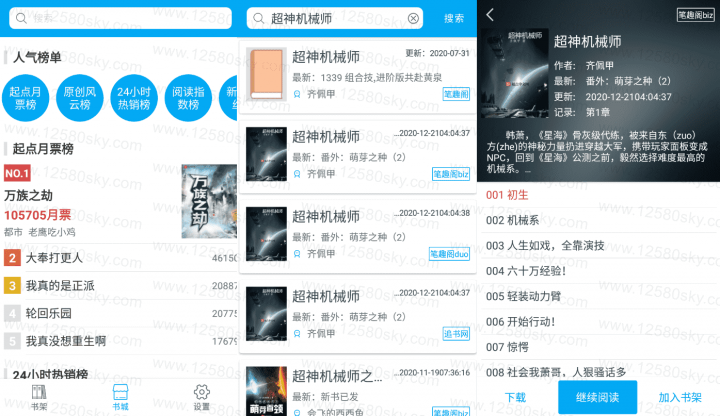 搜索
人气榜单
起点月票榜
原创风云榜
24小时热销榜
阅读指数榜
起点月票榜
NO.1
万族之劫
105705月票
都市 老鹰吃小鸡
万族之劫
2 大奉打更人 46150
3 我真的是正派 20887
4 轮回乐园 20775
5 我真没想重生啊 17679
24小时热销榜
书架
书城
设置
超神机械师
搜索
超神机械师
更新：2020-07-31
最新：1339 组合技,进阶版共赴黄泉
齐佩甲
笔趣阁
超神机械师
...2020-12-2104:04:37
最新：番外：萌芽之种（2）
齐佩甲
笔趣阁biz
超神机械师
...2020-12-2104:04:38
最新：番外：萌芽之种（2）
齐佩甲
笔趣阁duo
超神机械师
...2020-12-2104:04:37
最新：番外：萌芽之种（2）
齐佩甲
追书网
超神机械师之...
...2020-11-1907:36:16
最新：新书已发
会飞的西西鱼
笔趣阁biz
笔趣阁biz
超神机械师
作者：齐佩甲
最新：番外：萌芽之种（2）
更新：2020-12-2104:04:37
记录：第1章
韩萧，《星海》骨灰级代练，被来自东（zuo）
方(zhe)的神秘力量扔进穿越大军，携带玩家面板变成
NPC，回到《星海》公测之前，毅然选择难度最高的
机械系。…
001 初生
002 机械系
003 人生如戏，全靠演技
004 六十万经验！
005 轻装动力臂
006 开始行动！
007 惊愕
008 社会我萧哥，人狠骚话多
下载
继续阅读
加入书架
www.12580sky.com